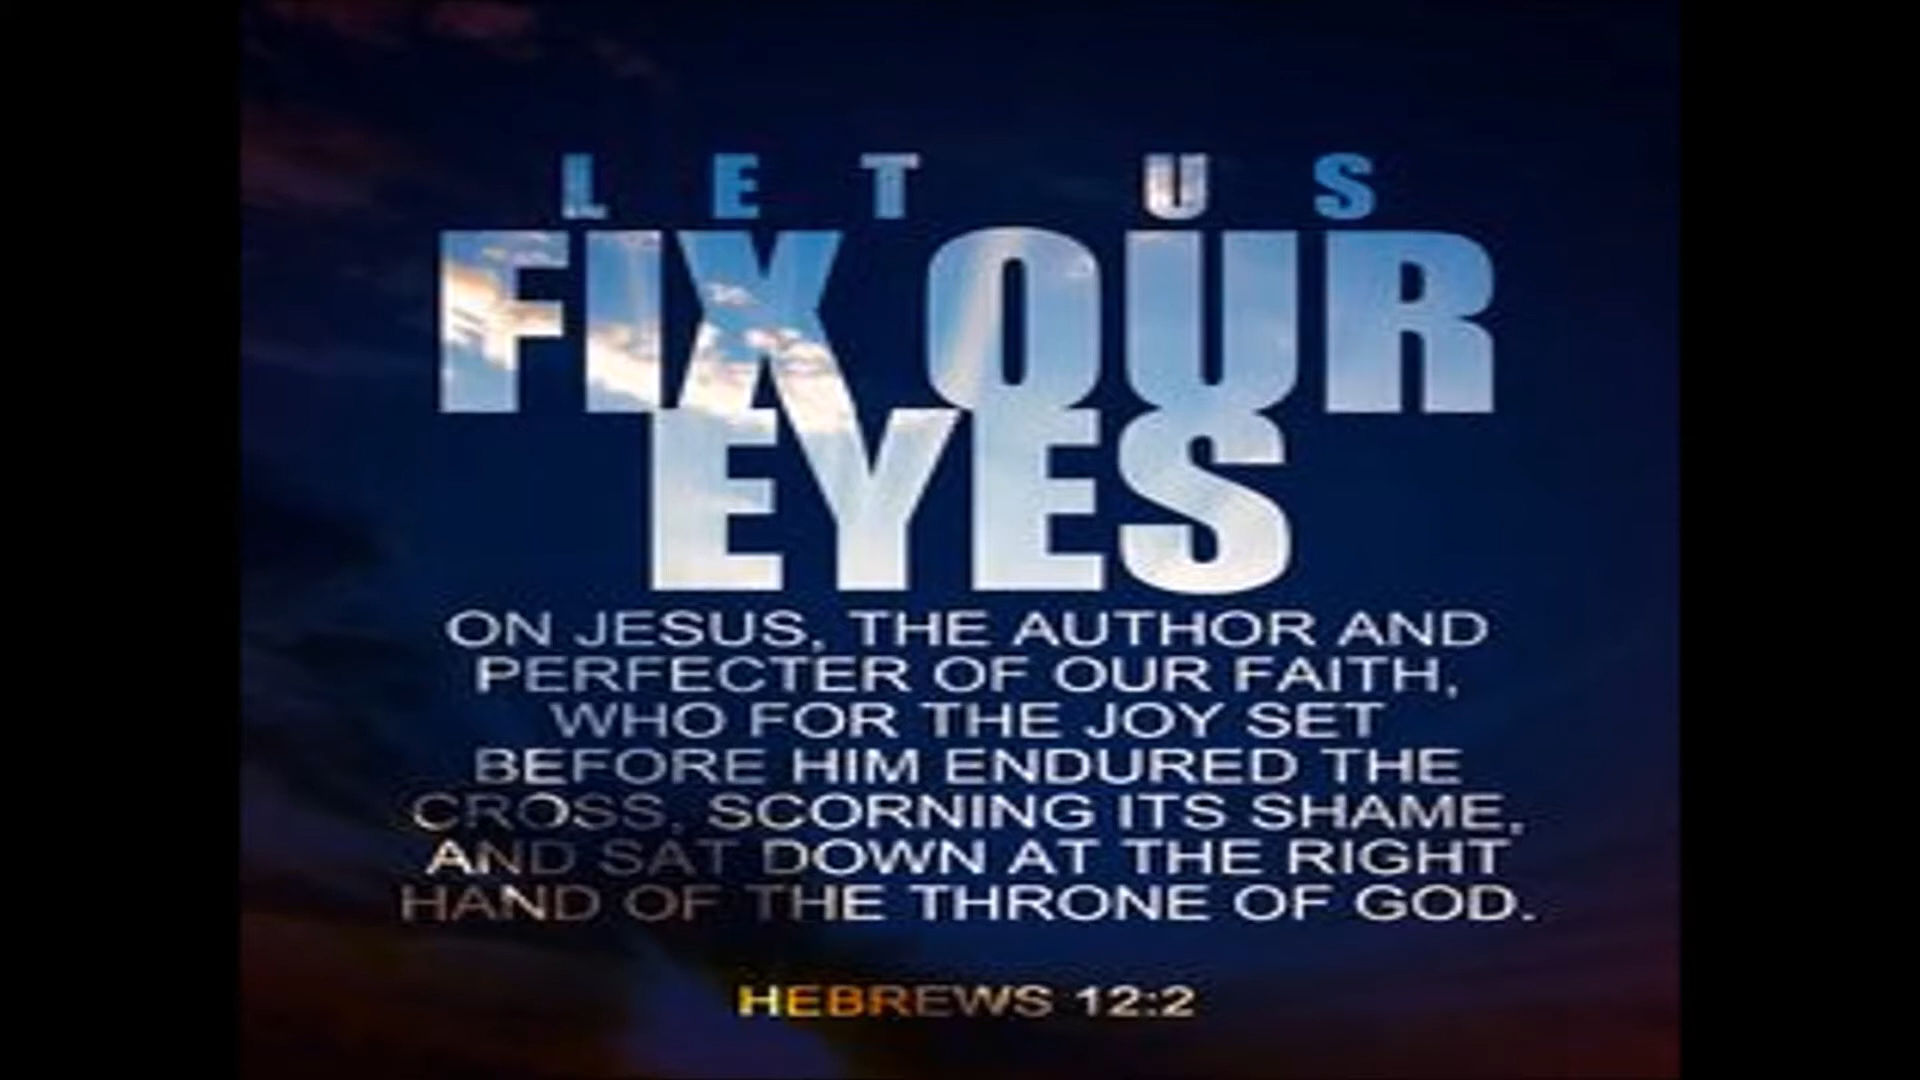 LET US
FIX OUR
EYES
ON JESUS, THE AUTHOR AND
PERFECTER OF OUR FAITH,
WHO FOR THE JOY SET
BEFORE HIM ENDURED THE
CROSS, SCORNING ITS SHAME,
AND SAT DOWN AT THE RIGHT
HAND OF THE THRONE OF GOD.
HEBREWS 12:2